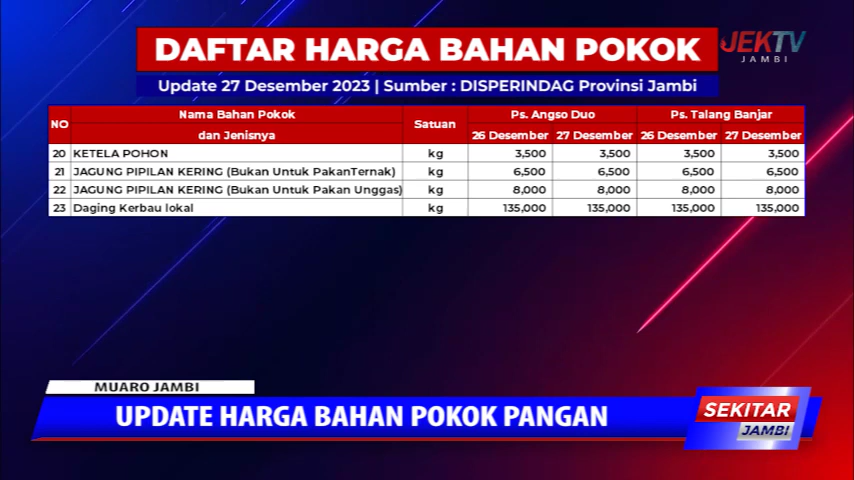 DAFTAR HARGA BAHAN POKOK
JEKTV
JAMBI
Update 27 Desember 2023 | Sumber : DISPERINDAG Provinsi Jambi
NO Nama Bahan Pokok dan Jenisnya Satuan Ps. Angso Duo Ps. Talang Banjar
26 Desember 27 Desember 26 Desember 27 Desember
20 KETELA POHON kg 3,500 3,500 3,500 3,500
21 JAGUNG PIPILAN KERING (Bukan Untuk PakanTernak) kg 6,500 6,500 6,500 6,500
22 JAGUNG PIPILAN KERING (Bukan Untuk Pakan Unggas) kg 8,000 8,000 8,000 8,000
23 Daging Kerbau lokal kg 135,000 135,000 135,000 135,000
MUARO JAMBI
UPDATE HARGA BAHAN POKOK PANGAN
SEKITAR
JAMBI